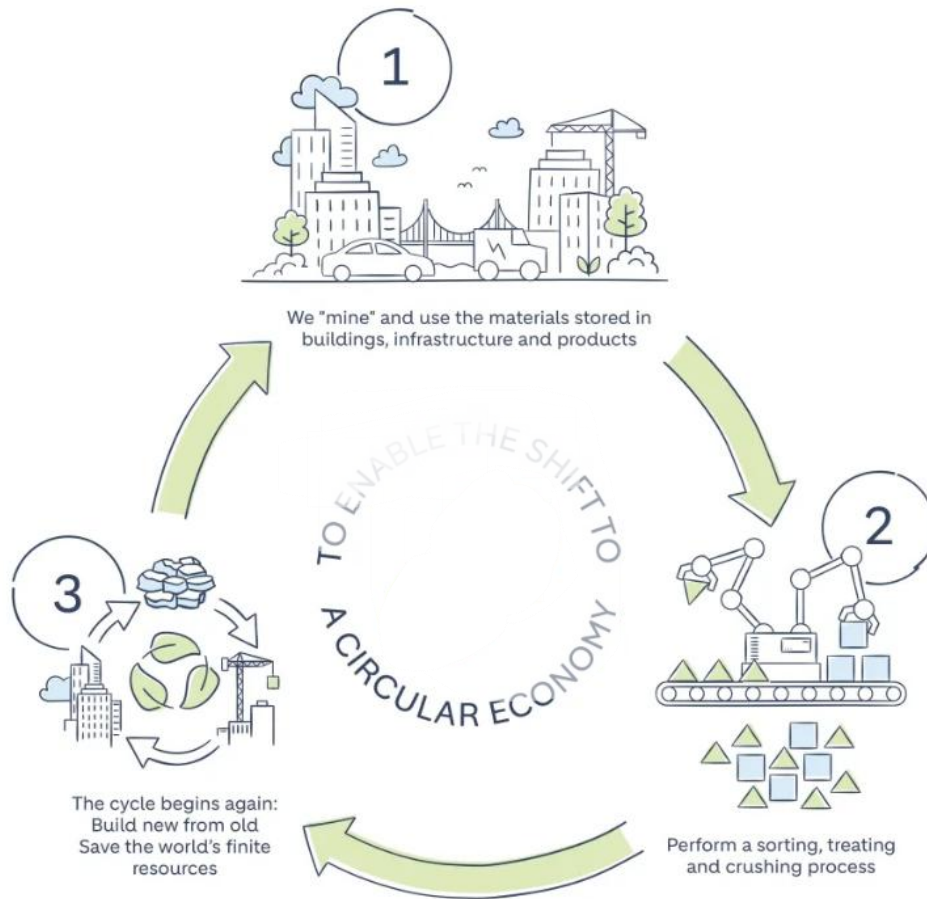 1
We "mine" and use the materials stored in
buildings, infrastructure and products
TO ENABLE THE SHIFT TO
A CIRCULAR ECONOMY
2
Perform a sorting, treating
and crushing process
3
The cycle begins again:
Build new from old
Save the world's finite
resources